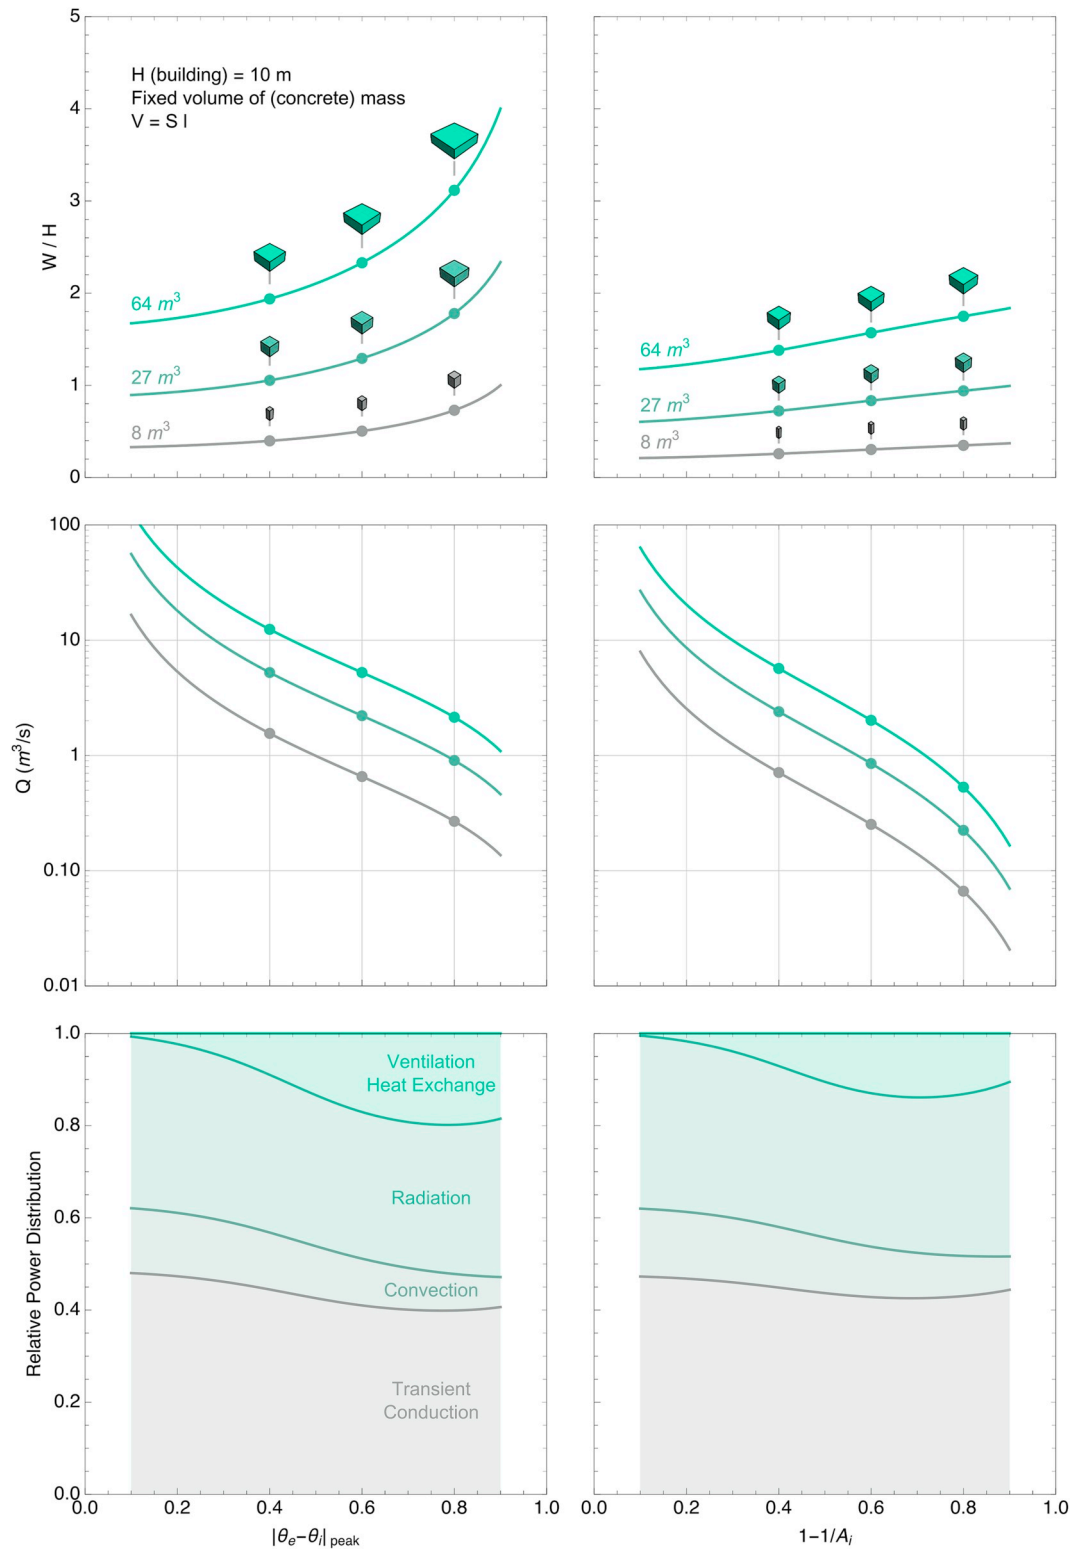 5
4
3
2
1
0
W / H
H (building) = 10 m
Fixed volume of (concrete) mass
V = S l
64 m³
27 m³
8 m³
64 m³
27 m³
8 m³
100
10
1
0.10
0.01
Q (m³/s)
1.0
0.8
0.6
0.4
0.2
0.0
Relative Power Distribution
Ventilation
Heat Exchange
Radiation
Convection
Transient
Conduction
0.0 0.2 0.4 0.6 0.8 1.0
0.0 0.2 0.4 0.6 0.8 1.0
|θₑ−θᵢ| peak
1−1/Aᵢ